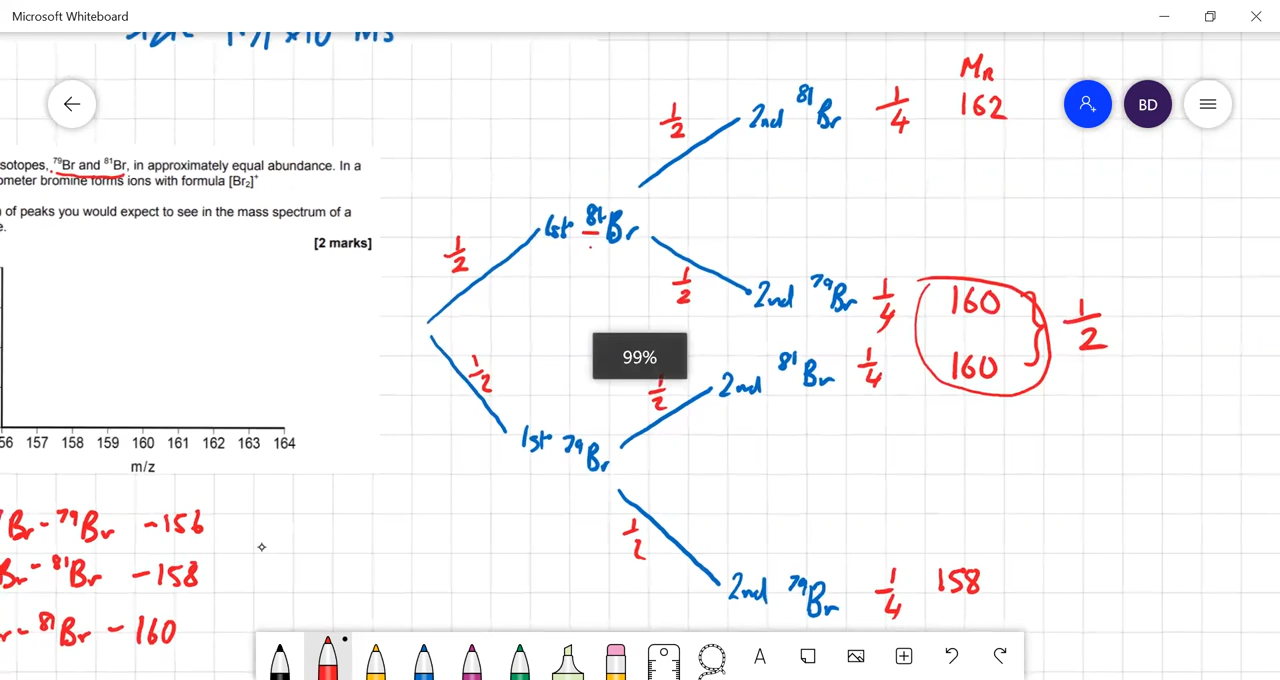 Microsoft Whiteboard
MR
162
1/2
2nd 81Br 1/4
BD
isotopes, 79Br and 81Br, in approximately equal abundance. In a
ometer bromine forms ions with formula [Br2]+
of peaks you would expect to see in the mass spectrum of a
e.
[2 marks]
1st 81Br
1/2
1/2
2nd 79Br 1/4 160
1/2
99%
1/2
1/2
2nd 81Br 1/4 160
56 157 158 159 160 161 162 163 164
m/z
1st 79Br
Br - 79Br - 156
1/2
Br - 81Br - 158
2nd 79Br 1/4 158
r - 81Br - 160
A